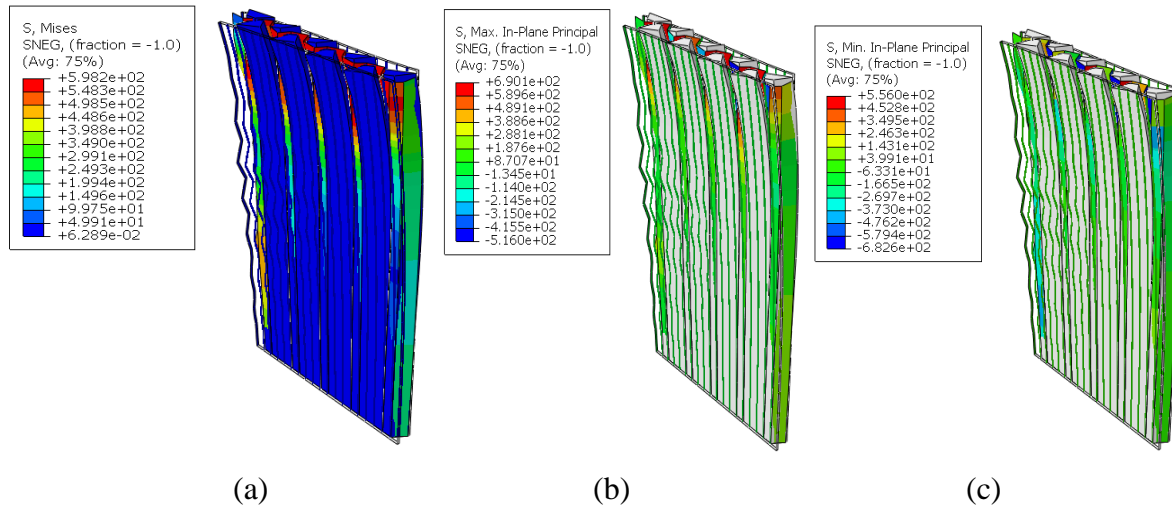 S, Mises
SNEG, (fraction = -1.0)
(Avg: 75%)
+5.982e+02
+5.483e+02
+4.985e+02
+4.486e+02
+3.988e+02
+3.490e+02
+2.991e+02
+2.493e+02
+1.994e+02
+1.496e+02
+9.975e+01
+4.991e+01
+6.289e-02
S, Max. In-Plane Principal
SNEG, (fraction = -1.0)
(Avg: 75%)
+6.901e+02
+5.896e+02
+4.891e+02
+3.886e+02
+2.881e+02
+1.876e+02
+8.707e+01
-1.345e+01
-1.140e+02
-2.145e+02
-3.150e+02
-4.155e+02
-5.160e+02
S, Min. In-Plane Principal
SNEG, (fraction = -1.0)
(Avg: 75%)
+5.560e+02
+4.528e+02
+3.495e+02
+2.463e+02
+1.431e+02
+3.991e+01
-6.331e+01
-1.665e+02
-2.697e+02
-3.730e+02
-4.762e+02
-5.794e+02
-6.826e+02
(a)
(b)
(c)